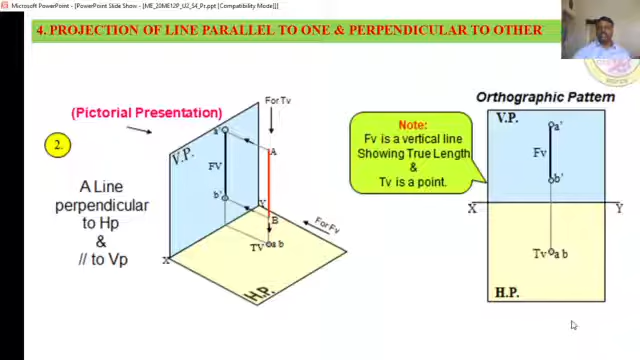 Microsoft PowerPoint Slide Show - [ME_20ME12P_U2_S4_Pr.ppt [Compatibility Mode]]
4. PROJECTION OF LINE PARALLEL TO ONE & PERPENDICULAR TO OTHER
For Tv
(Pictorial Presentation)
2.
A Line
perpendicular
to Hp
&
// to Vp
V.P.
a'
A
FV
b'
Y
B
For Fv
TV a b
X
H.P.
Note:
Fv is a vertical line
Showing True Length
&
Tv is a point.
Orthographic Pattern
V.P.
a'
Fv
b'
X
Y
Tv a b
H.P.